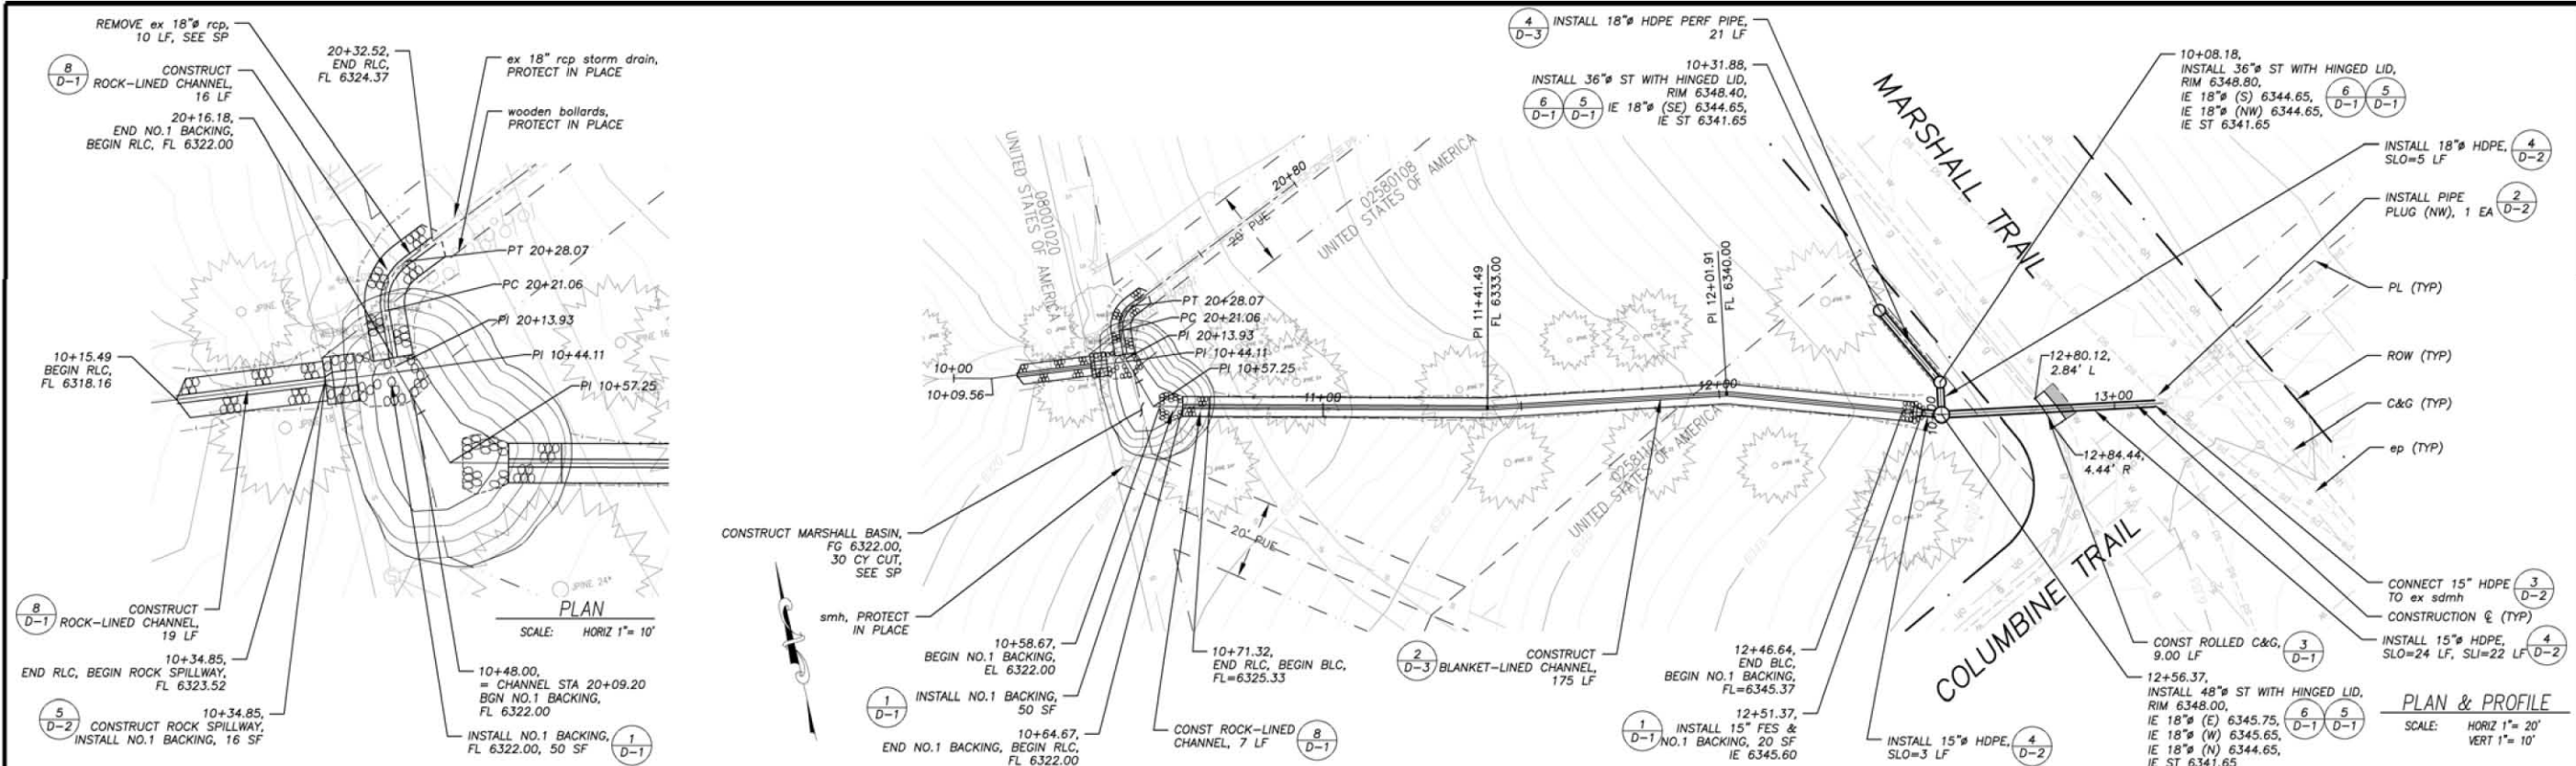 REMOVE ex 18"ø rcp,
10 LF, SEE SP
8
D-1
CONSTRUCT
ROCK-LINED CHANNEL,
16 LF
20+16.18,
END NO.1 BACKING,
BEGIN RLC, FL 6322.00
20+32.52,
END RLC,
FL 6324.37
ex 18" rcp storm drain,
PROTECT IN PLACE
wooden bollards,
PROTECT IN PLACE
PT 20+28.07
PC 20+21.06
PI 20+13.93
PI 10+44.11
PI 10+57.25
10+15.49
BEGIN RLC,
FL 6318.16
JPINE 18
JPINE 24"
8
D-1
CONSTRUCT
ROCK-LINED CHANNEL,
19 LF
10+34.85,
END RLC, BEGIN ROCK SPILLWAY,
FL 6323.52
5
D-2
10+34.85,
CONSTRUCT ROCK SPILLWAY,
INSTALL NO.1 BACKING, 16 SF
10+48.00,
= CHANNEL STA 20+09.20
BGN NO.1 BACKING,
FL 6322.00
INSTALL NO.1 BACKING,
FL 6322.00, 50 SF
1
D-1
PLAN
SCALE: HORIZ 1"= 10'
UNITED STATES OF AMERICA
08001020
20+80
20' PUE
02580108
UNITED STATES OF AMERICA
PT 20+28.07
PC 20+21.06
PI 20+13.93
PI 10+44.11
PI 10+57.25
10+00
10+09.56
11+00
PI 11+41.49
FL 6333.00
PI 12+01.91
FL 6340.00
12+00
UNITED STATES OF AMERICA
20' PUE
CONSTRUCT MARSHALL BASIN,
FG 6322.00,
30 CY CUT,
SEE SP
smh, PROTECT
IN PLACE
10+58.67,
BEGIN NO.1 BACKING,
EL 6322.00
1
D-1
INSTALL NO.1 BACKING,
50 SF
10+64.67,
END NO.1 BACKING, BEGIN RLC,
FL 6322.00
10+71.32,
END RLC, BEGIN BLC,
FL=6325.33
CONST ROCK-LINED
CHANNEL, 7 LF
8
D-1
2
D-3
CONSTRUCT
BLANKET-LINED CHANNEL,
175 LF
12+46.64,
END BLC,
BEGIN NO.1 BACKING,
FL=6345.37
1
D-1
12+51.37,
INSTALL 15" FES &
NO.1 BACKING, 20 SF
IE 6345.60
INSTALL 15"ø HDPE,
SLO=3 LF
4
D-2
4
D-3
INSTALL 18"ø HDPE PERF PIPE,
21 LF
10+31.88,
INSTALL 36"ø ST WITH HINGED LID,
RIM 6348.40,
6
D-1
5
D-1
IE 18"ø (SE) 6344.65,
IE ST 6341.65
MARSHALL TRAIL
COLUMBINE TRAIL
10+08.18,
INSTALL 36"ø ST WITH HINGED LID,
RIM 6348.80,
IE 18"ø (S) 6344.65,
IE 18"ø (NW) 6344.65,
IE ST 6341.65
6
D-1
5
D-1
INSTALL 18"ø HDPE,
SLO=5 LF
4
D-2
INSTALL PIPE
PLUG (NW), 1 EA
2
D-2
PL (TYP)
ROW (TYP)
C&G (TYP)
ep (TYP)
12+80.12,
2.84' L
13+00
12+84.44,
4.44' R
CONNECT 15" HDPE
TO ex sdmh
3
D-2
CONSTRUCTION ℄ (TYP)
INSTALL 15"ø HDPE,
SLO=24 LF, SLI=22 LF
4
D-2
CONST ROLLED C&G,
9.00 LF
3
D-1
12+56.37,
INSTALL 48"ø ST WITH HINGED LID,
RIM 6348.00,
IE 18"ø (E) 6345.75,
IE 18"ø (W) 6345.65,
IE 18"ø (N) 6344.65,
IE ST 6341.65
6
D-1
5
D-1
PLAN & PROFILE
SCALE: HORIZ 1"= 20'
VERT 1"= 10'